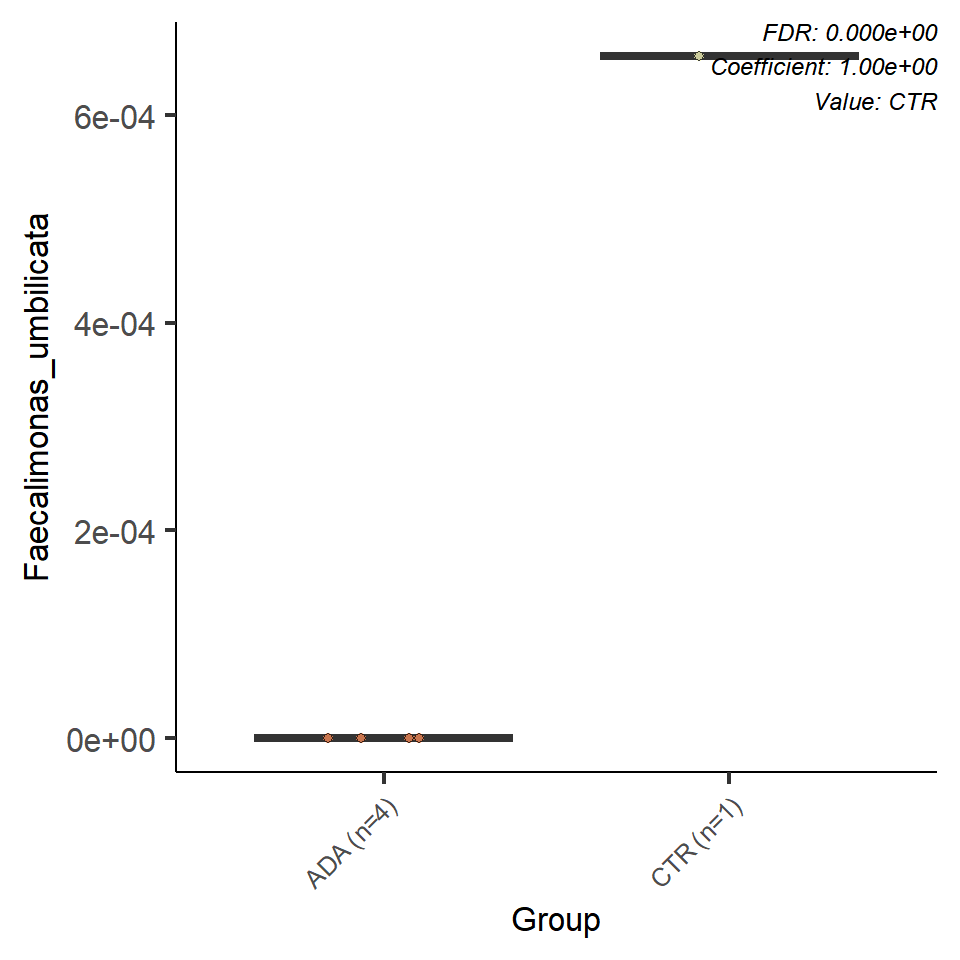 FDR: 0.000e+00
Coefficient: 1.00e+00
Value: CTR
Faecalimonas_umbilicata
6e-04
4e-04
2e-04
0e+00
ADA (n=4)
CTR (n=1)
Group